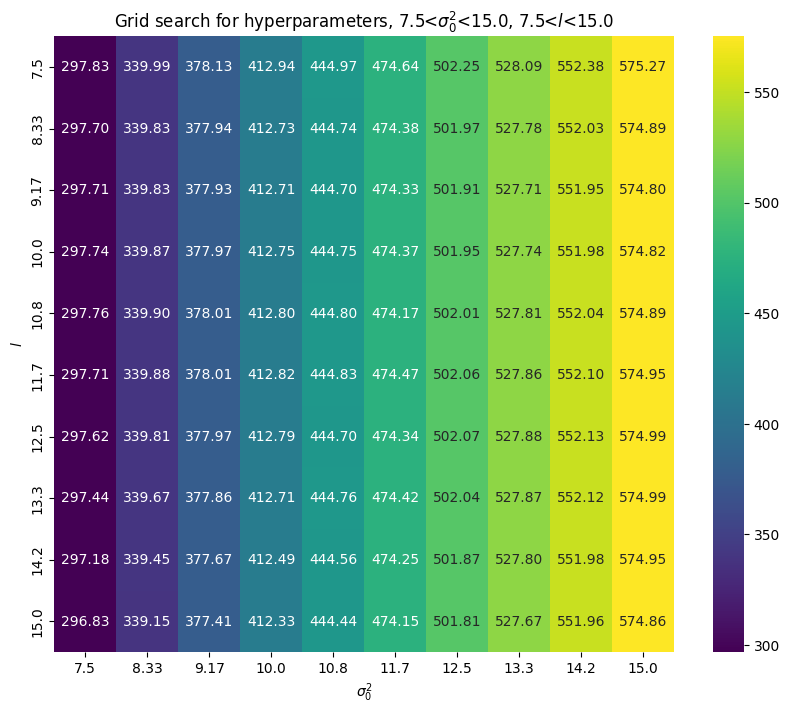 Grid search for hyperparameters, 7.5<σ₀²<15.0, 7.5<l<15.0
7.5 297.83 339.99 378.13 412.94 444.97 474.64 502.25 528.09 552.38 575.27
8.33 297.70 339.83 377.94 412.73 444.74 474.38 501.97 527.78 552.03 574.89
9.17 297.71 339.83 377.93 412.71 444.70 474.33 501.91 527.71 551.95 574.80
10.0 297.74 339.87 377.97 412.75 444.75 474.37 501.95 527.74 551.98 574.82
10.8 297.76 339.90 378.01 412.80 444.80 474.17 502.01 527.81 552.04 574.89
11.7 297.71 339.88 378.01 412.82 444.83 474.47 502.06 527.86 552.10 574.95
12.5 297.62 339.81 377.97 412.79 444.70 474.34 502.07 527.88 552.13 574.99
13.3 297.44 339.67 377.86 412.71 444.76 474.42 502.04 527.87 552.12 574.99
14.2 297.18 339.45 377.67 412.49 444.56 474.25 501.87 527.80 551.98 574.95
15.0 296.83 339.15 377.41 412.33 444.44 474.15 501.81 527.67 551.96 574.86
7.5 8.33 9.17 10.0 10.8 11.7 12.5 13.3 14.2 15.0
σ₀²
l
550
500
450
400
350
300